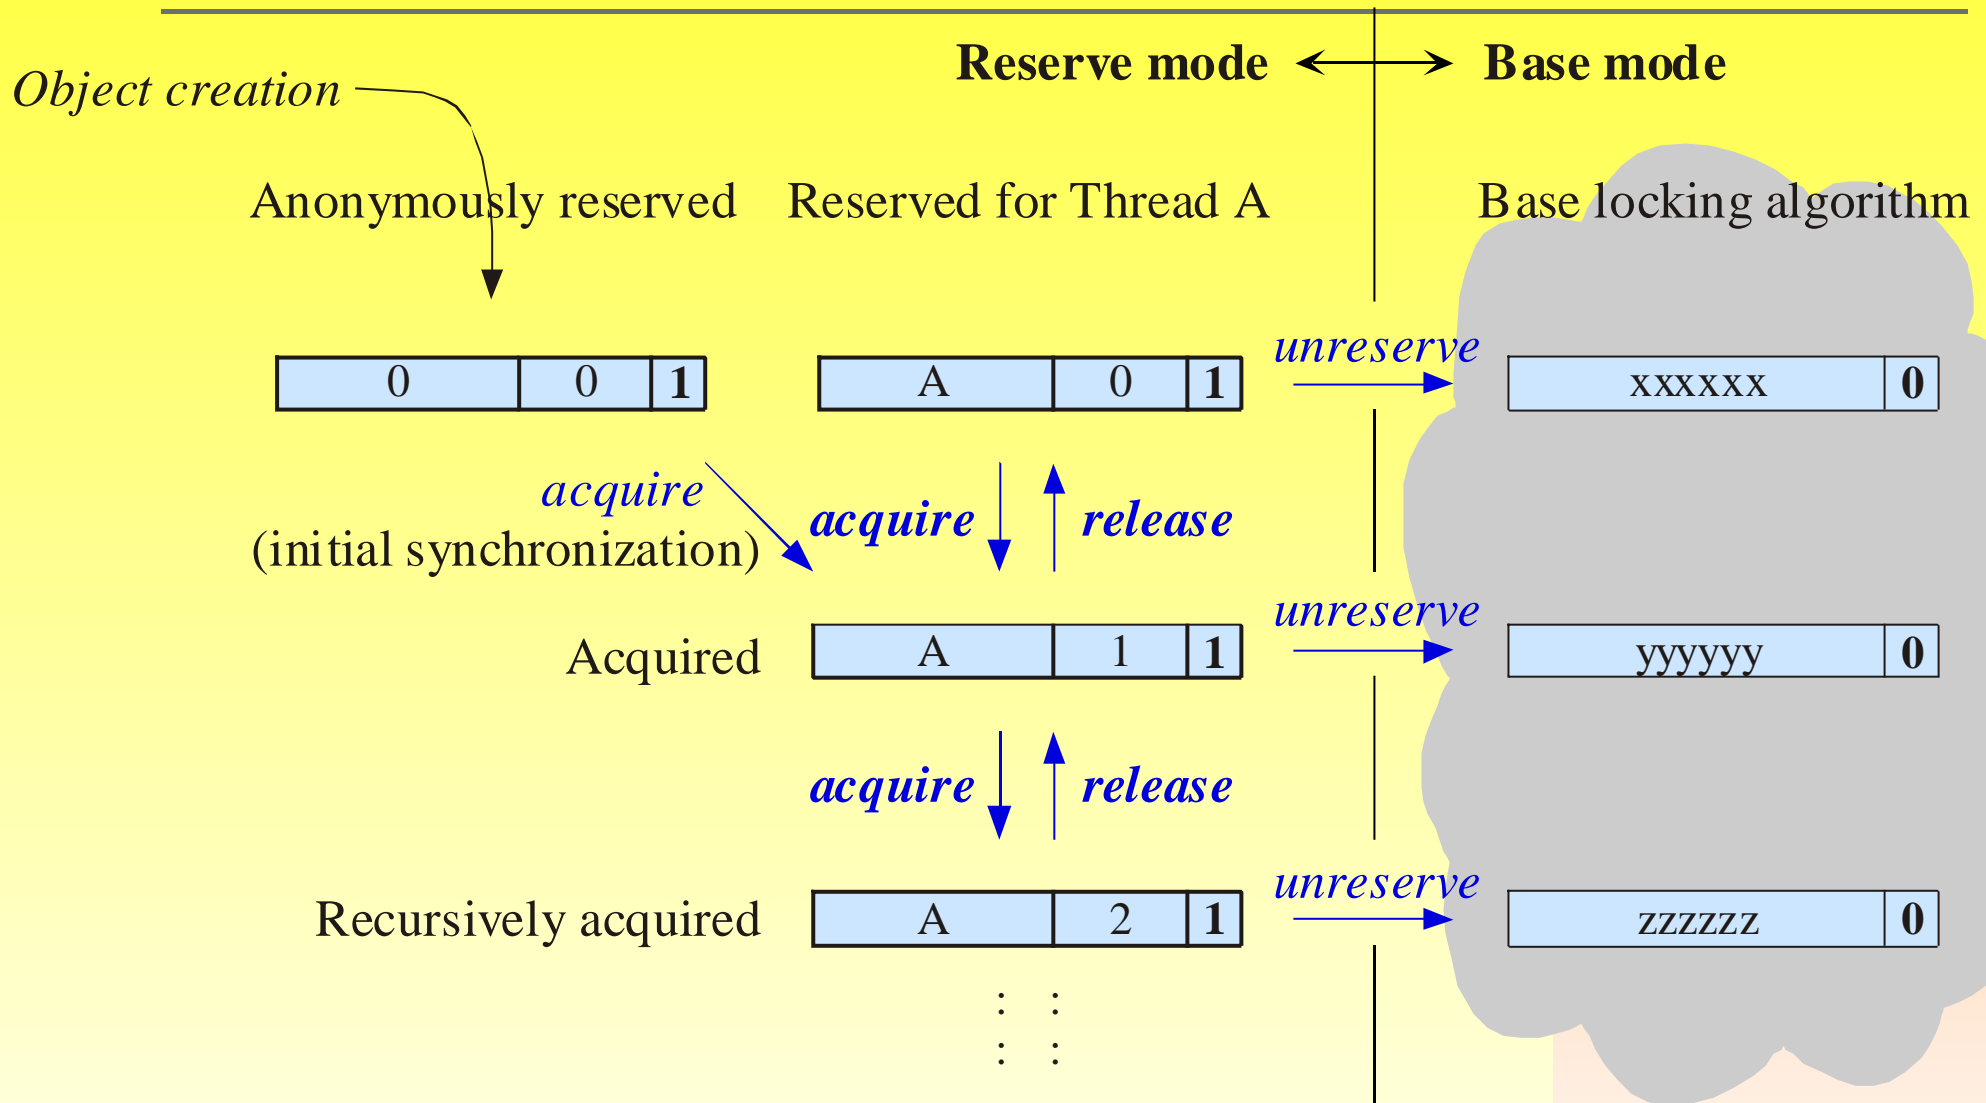 Reserve mode Base mode
Object creation
Anonymously reserved Reserved for Thread A Base locking algorithm
unreserve
0 0 1 A 0 1 xxxxxx 0
acquire
acquire release
(initial synchronization)
unreserve
Acquired A 1 1 yyyyyy 0
acquire release
unreserve
Recursively acquired A 2 1 zzzzzz 0
: :
: :